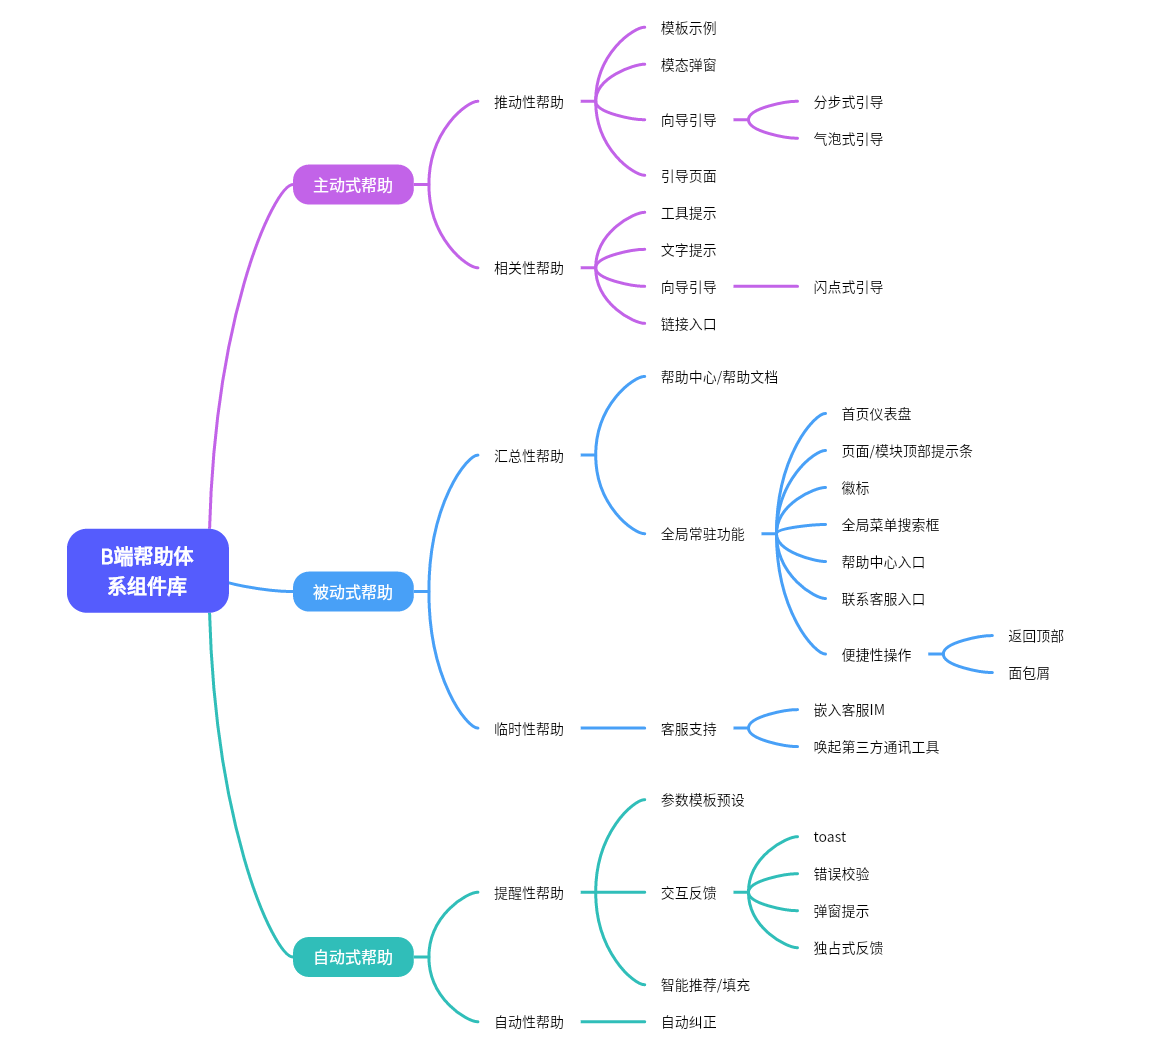 B端帮助体
系组件库
主动式帮助
推动性帮助
模板示例
模态弹窗
向导引导
分步式引导
气泡式引导
引导页面
相关性帮助
工具提示
文字提示
向导引导
闪点式引导
链接入口
被动式帮助
汇总性帮助
帮助中心/帮助文档
全局常驻功能
首页仪表盘
页面/模块顶部提示条
徽标
全局菜单搜索框
帮助中心入口
联系客服入口
便捷性操作
返回顶部
面包屑
临时性帮助
客服支持
嵌入客服IM
唤起第三方通讯工具
自动式帮助
提醒性帮助
参数模板预设
交互反馈
toast
错误校验
弹窗提示
独占式反馈
智能推荐/填充
自动性帮助
自动纠正